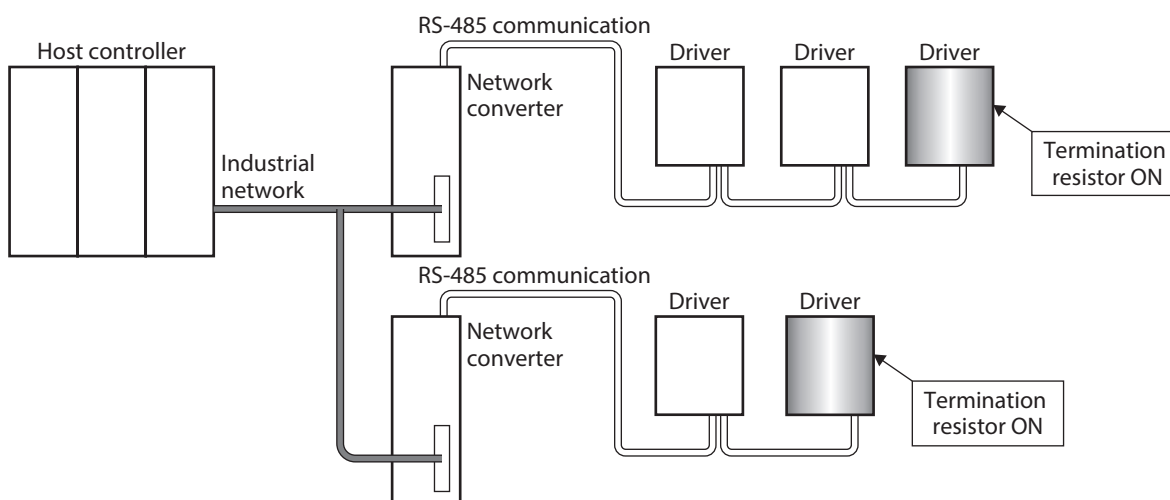 RS-485 communication
Host controller
Driver
Driver
Driver
Network
converter
Industrial
network
Termination
resistor ON
RS-485 communication
Driver
Driver
Network
converter
Termination
resistor ON